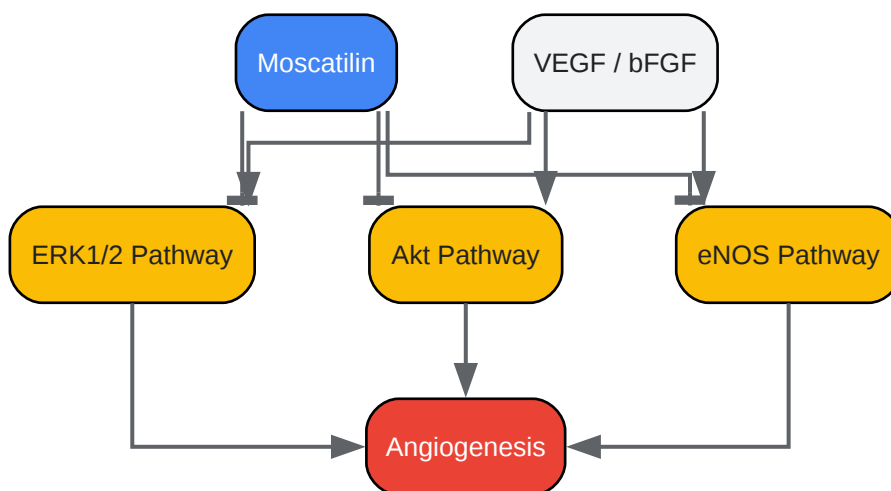 Moscatilin
VEGF / bFGF
ERK1/2 Pathway
Akt Pathway
eNOS Pathway
Angiogenesis